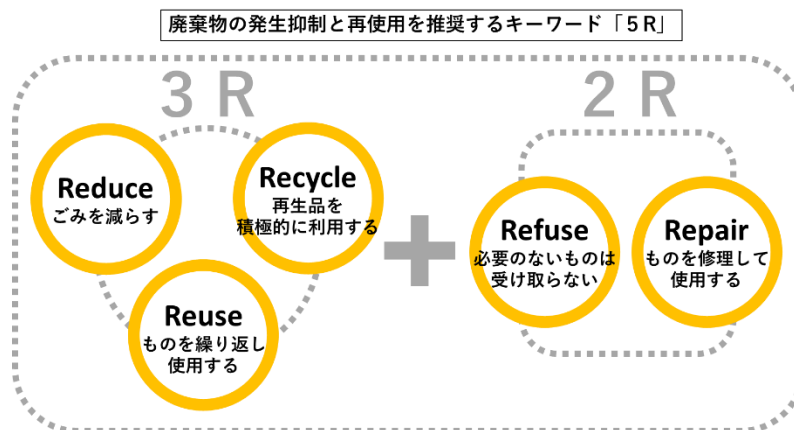 廃棄物の発生抑制と再使用を推奨するキーワード「５R」
３R
Reduce
ごみを減らす
Recycle
再生品を
積極的に利用する
Reuse
ものを繰り返し
使用する
+
２R
Refuse
必要のないものは
受け取らない
Repair
ものを修理して
使用する